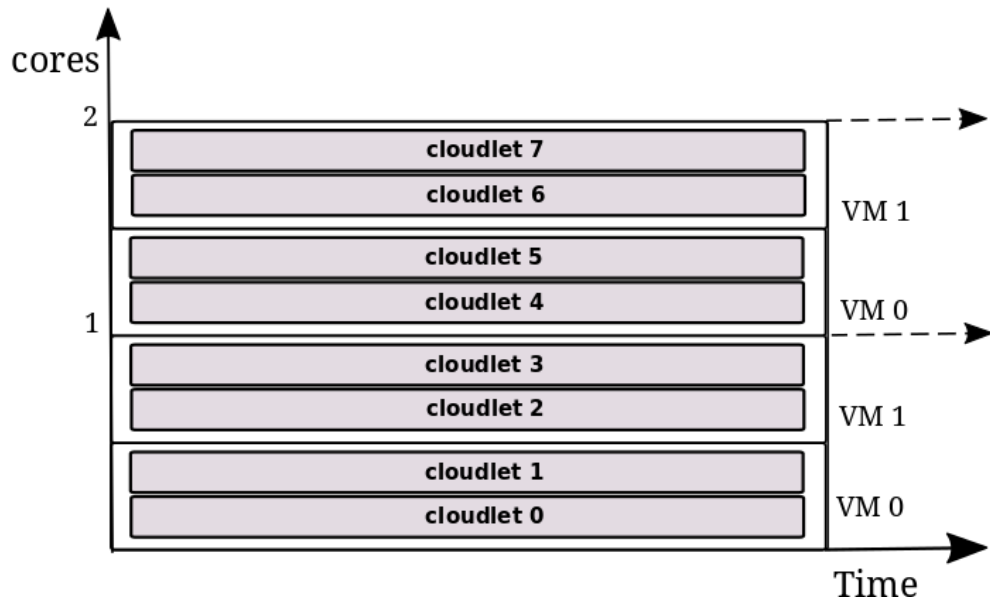 cores
2
cloudlet 7
cloudlet 6
VM 1
cloudlet 5
cloudlet 4
VM 0
1
cloudlet 3
cloudlet 2
VM 1
cloudlet 1
cloudlet 0
VM 0
Time